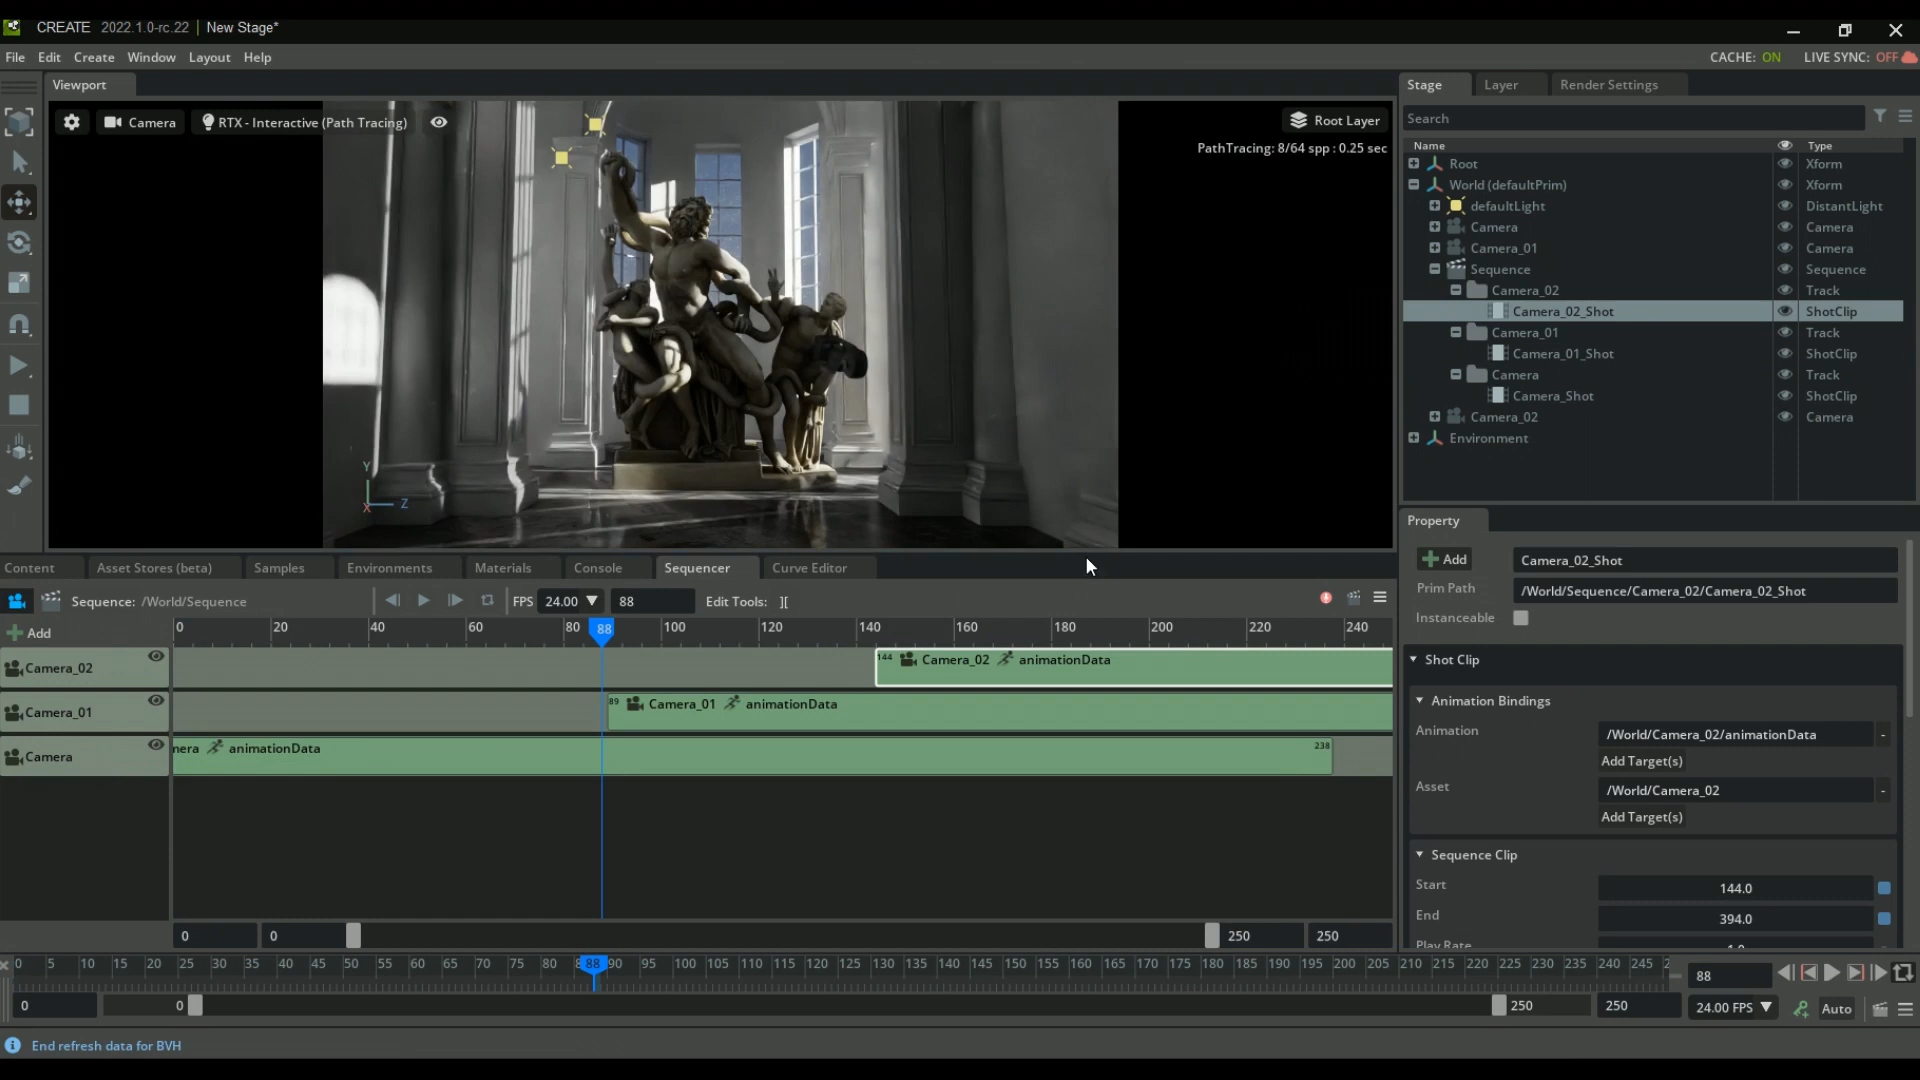 CREATE 2022.1.0-rc.22 | New Stage*
File Edit Create Window Layout Help
CACHE: ON LIVE SYNC: OFF
Viewport
Camera RTX - Interactive (Path Tracing)
Root Layer
PathTracing: 8/64 spp : 0.25 sec
Y
Z
X
Stage Layer Render Settings
Search
Name Type
Root Xform
World (defaultPrim) Xform
defaultLight DistantLight
Camera Camera
Camera_01 Camera
Sequence Sequence
Camera_02 Track
Camera_02_Shot ShotClip
Camera_01 Track
Camera_01_Shot ShotClip
Camera Track
Camera_Shot ShotClip
Camera_02 Camera
Environment Xform
Property
Add Camera_02_Shot
Prim Path /World/Sequence/Camera_02/Camera_02_Shot
Instanceable
Shot Clip
Animation Bindings
Animation /World/Camera_02/animationData -
Add Target(s)
Asset /World/Camera_02 -
Add Target(s)
Sequence Clip
Start 144.0
End 394.0
Play Rate
Content Asset Stores (beta) Samples Environments Materials Console Sequencer Curve Editor
Sequence: /World/Sequence FPS 24.00 88 Edit Tools: ][
Add 0 20 40 60 80 88 100 120 140 160 180 200 220 240
Camera_02 144 Camera_02 animationData
Camera_01 89 Camera_01 animationData
Camera nera animationData 238
0 0 250 250
0 5 10 15 20 25 30 35 40 45 50 55 60 65 70 75 80 88 90 95 100 105 110 115 120 125 130 135 140 145 150 155 160 165 170 175 180 185 190 195 200 205 210 215 220 225 230 235 240 245 88
0 0 250 250 24.00 FPS Auto
End refresh data for BVH